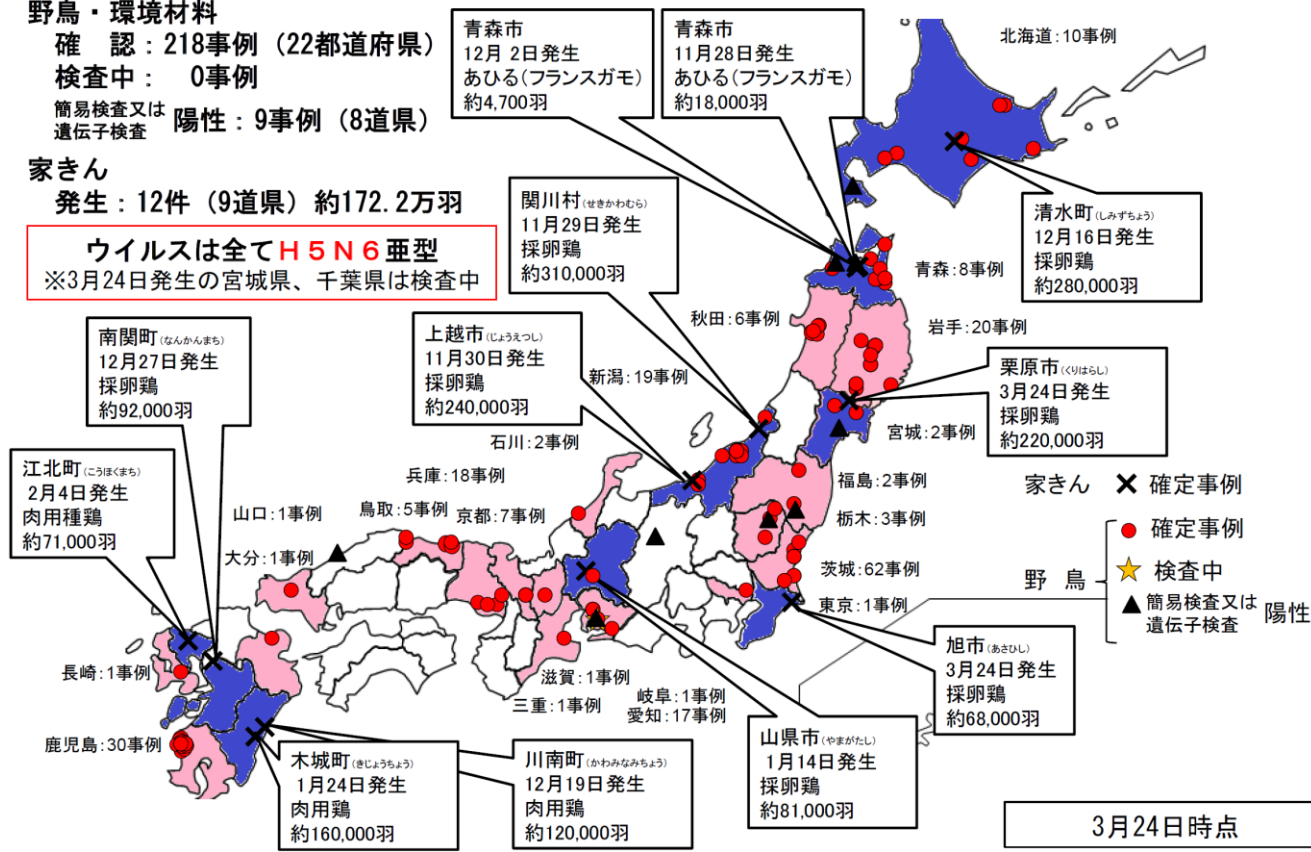 野鳥・環境材料
確　認：218事例（22都道府県）
検査中：　0事例
簡易検査又は
遺伝子検査　陽性：9事例（8道県）
家きん
発生：12件（9道県）約172.2万羽
ウイルスは全てＨ５Ｎ６亜型
※3月24日発生の宮城県、千葉県は検査中
青森市
12月 2日発生
あひる(フランスガモ)
約4,700羽
青森市
11月28日発生
あひる(フランスガモ)
約18,000羽
北海道:10事例
関川村(せきかわむら)
11月29日発生
採卵鶏
約310,000羽
清水町(しみずちょう)
12月16日発生
採卵鶏
約280,000羽
青森:8事例
秋田:6事例
岩手:20事例
南関町(なんかんまち)
12月27日発生
採卵鶏
約92,000羽
上越市(じょうえつし)
11月30日発生
採卵鶏
約240,000羽
新潟:19事例
栗原市(くりはらし)
3月24日発生
採卵鶏
約220,000羽
石川:2事例
宮城:2事例
江北町(こうほくまち)
2月4日発生
肉用種鶏
約71,000羽
兵庫:18事例
鳥取:5事例
京都:7事例
山口:1事例
大分:1事例
福島:2事例
栃木:3事例
茨城:62事例
東京:1事例
家きん
確定事例
野 鳥
確定事例
検査中
簡易検査又は
遺伝子検査　陽性
旭市(あさひし)
3月24日発生
採卵鶏
約68,000羽
長崎:1事例
滋賀:1事例
三重:1事例
岐阜:1事例
愛知:17事例
鹿児島:30事例
木城町(きじょうちょう)
1月24日発生
肉用鶏
約160,000羽
川南町(かわみなみちょう)
12月19日発生
肉用鶏
約120,000羽
山県市(やまがたし)
1月14日発生
採卵鶏
約81,000羽
3月24日時点